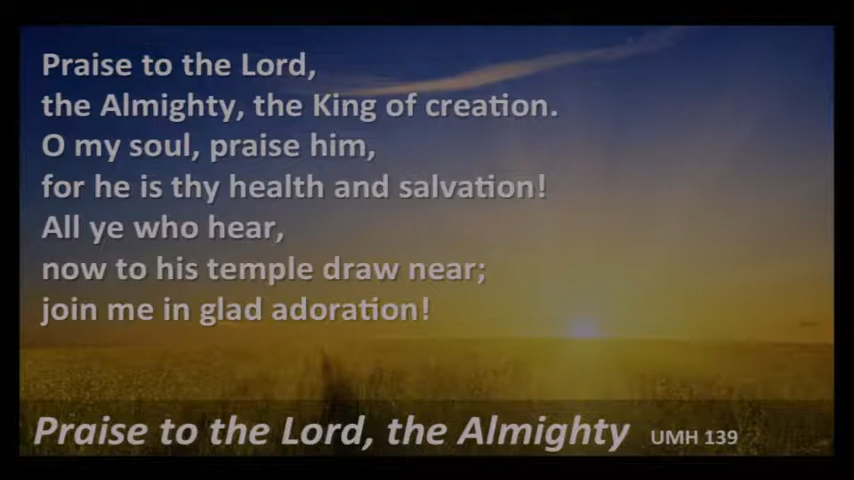 Praise to the Lord,
the Almighty, the King of creation.
O my soul, praise him,
for he is thy health and salvation!
All ye who hear,
now to his temple draw near;
join me in glad adoration!
Praise to the Lord, the Almighty UMH 139